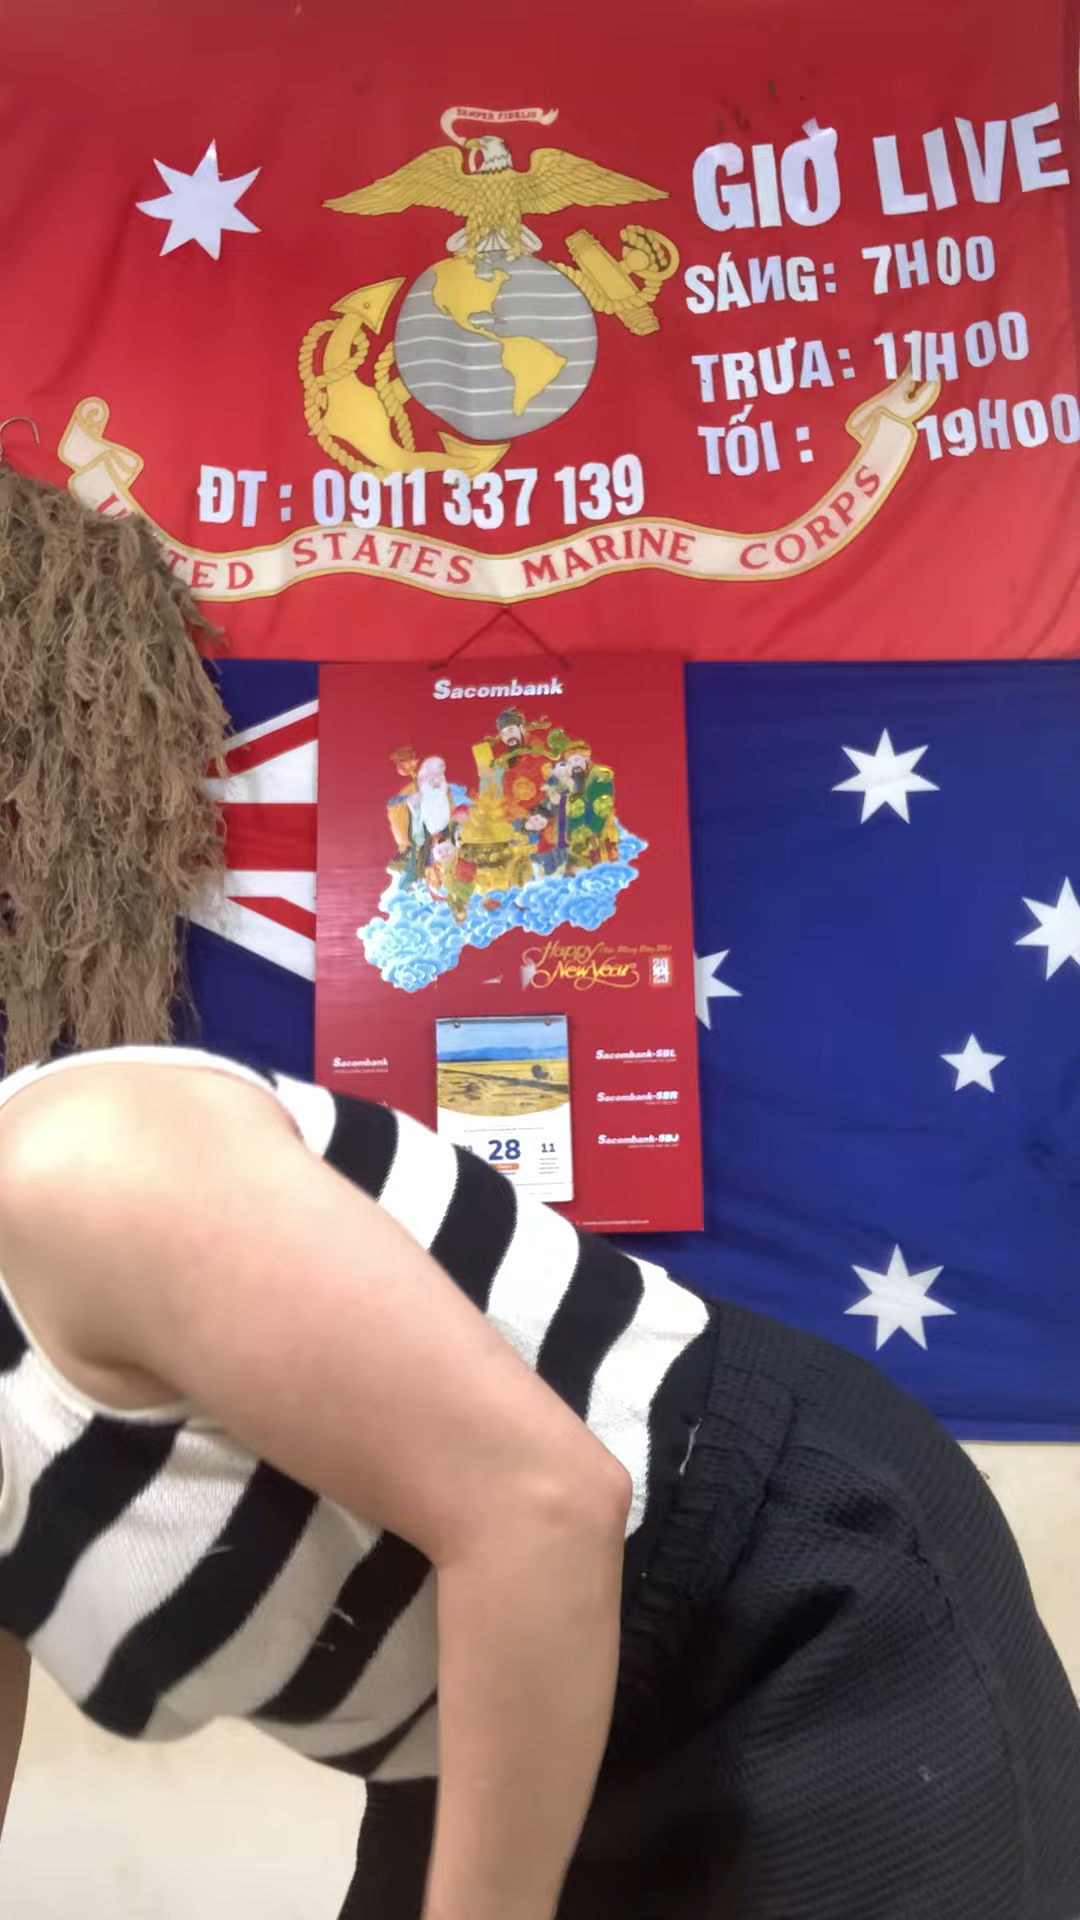 SEMPER FIDELIS
GIỜ LIVE
SÁNG: 7H00
TRƯA: 11H00
TỐI : 19H00
ĐT : 0911 337 139
TED STATES MARINE CORPS
Sacombank
Happy
New Year
Sacombank
Sacombank-SBL
Sacombank-SBR
Sacombank-SBJ
28
11